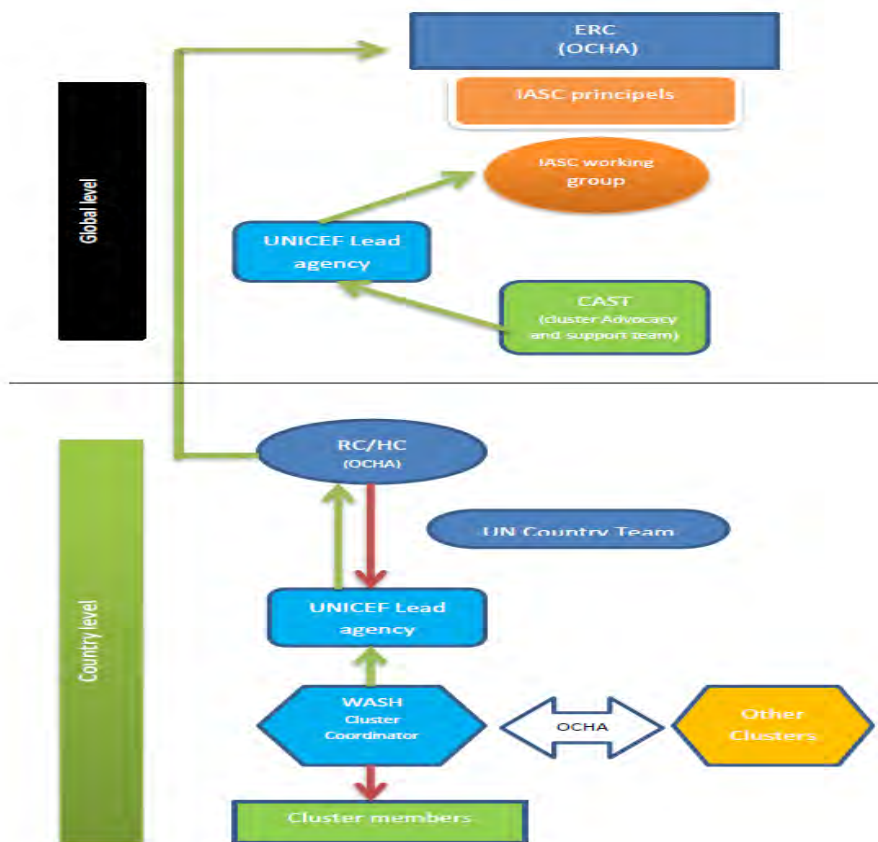 ERC
(OCHA)
IASC principels
IASC working
group
Global level
UNICEF Lead
agency
CAST
(cluster Advocacy
and support team)
RC/HC
(OCHA)
UN Country Team
Country level
UNICEF Lead
agency
WASH
Cluster
Coordinator
OCHA
Other
Clusters
Cluster members